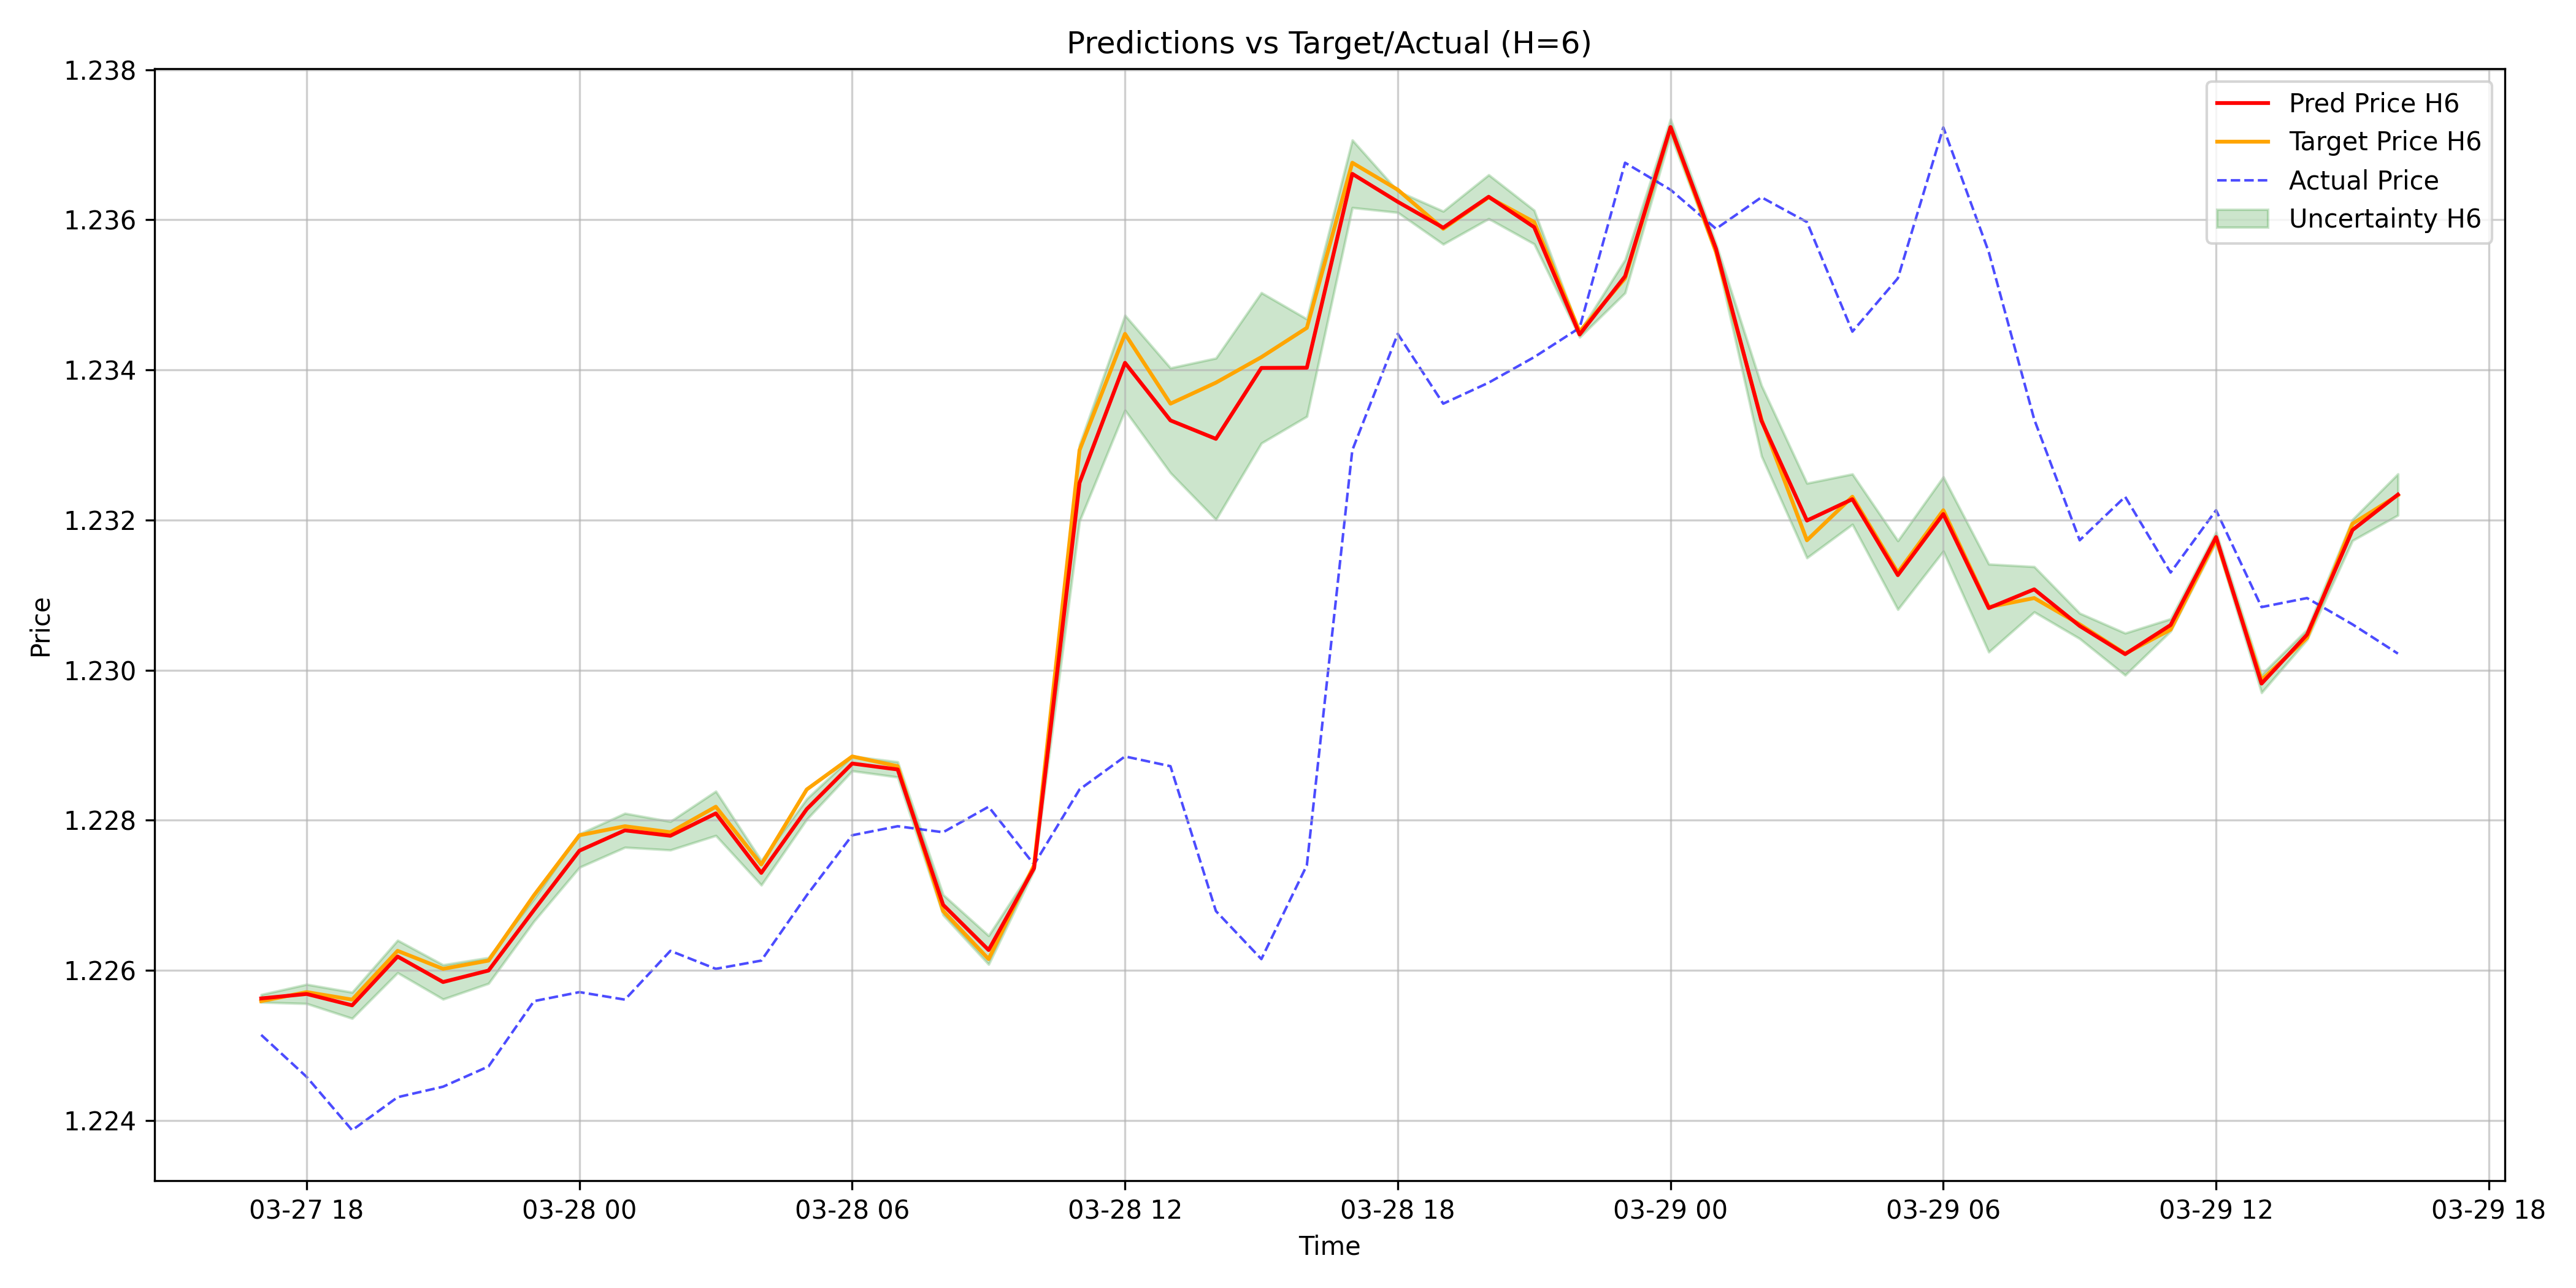 Predictions vs Target/Actual (H=6)
Pred Price H6
Target Price H6
Actual Price
Uncertainty H6
Price
1.238
1.236
1.234
1.232
1.230
1.228
1.226
1.224
03-27 18
03-28 00
03-28 06
03-28 12
03-28 18
03-29 00
03-29 06
03-29 12
03-29 18
Time